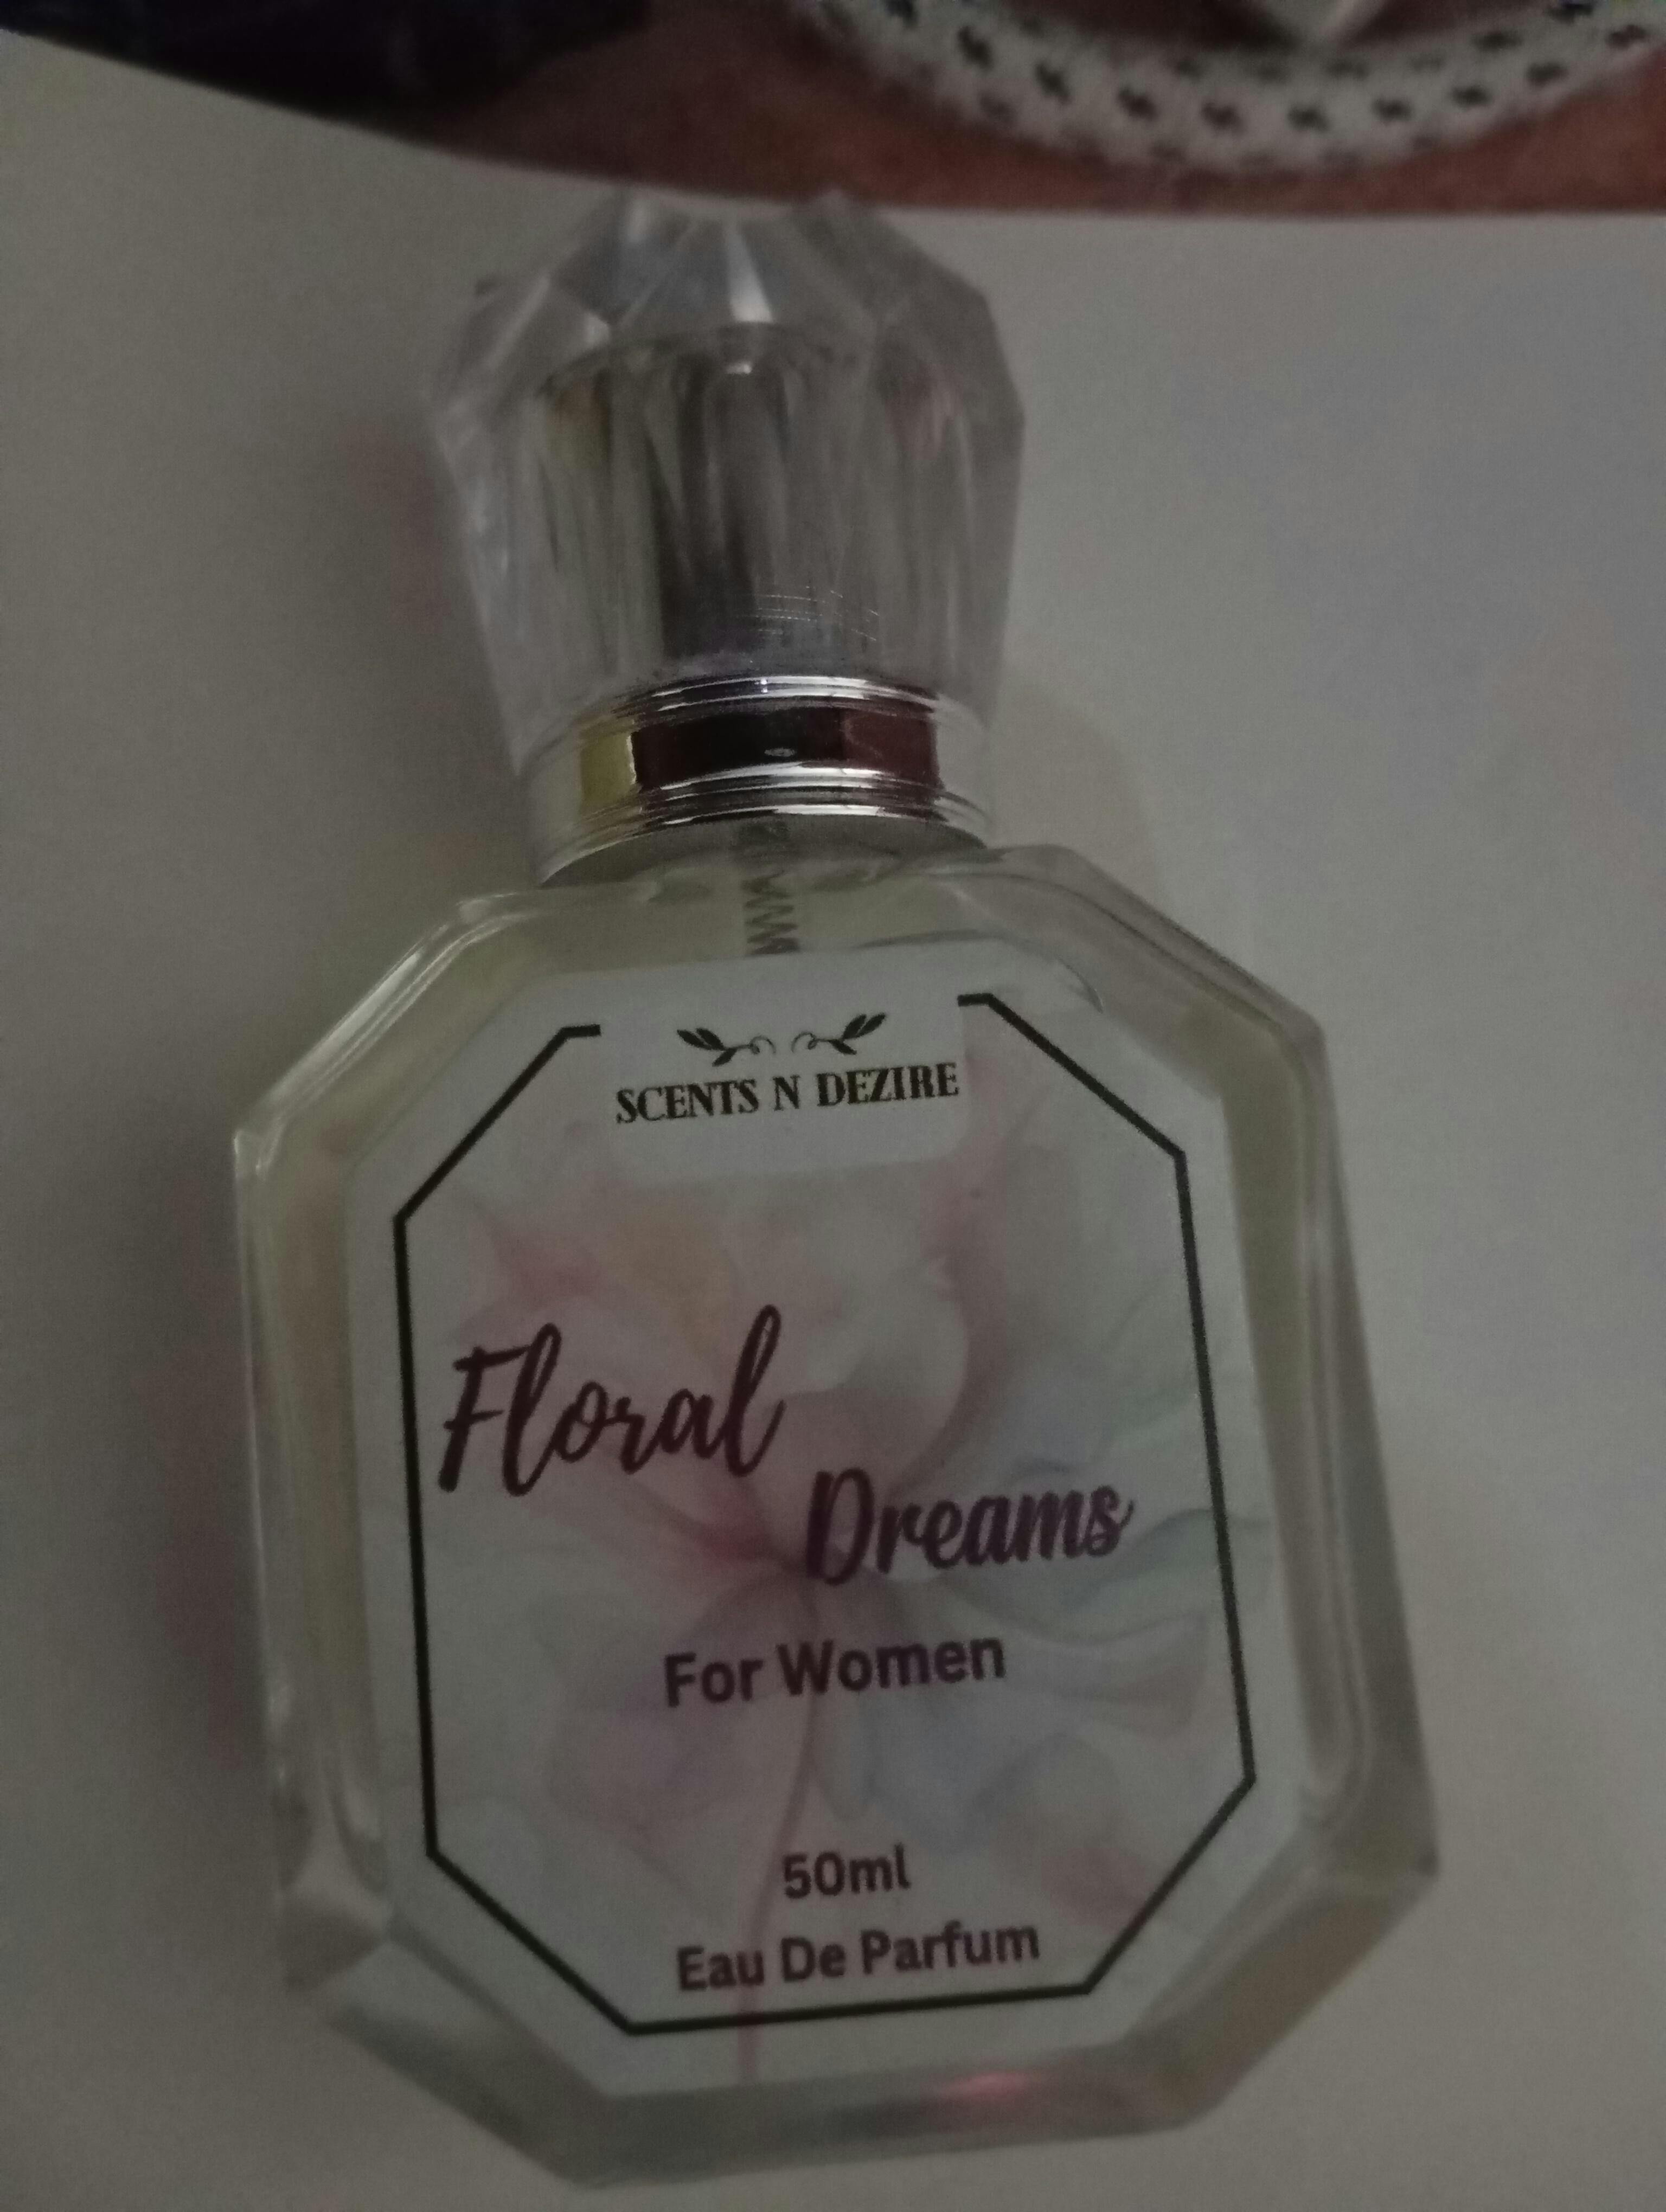 SCENTS N DEZIRE
Floral
Dreams
For Women
50ml
Eau De Parfum